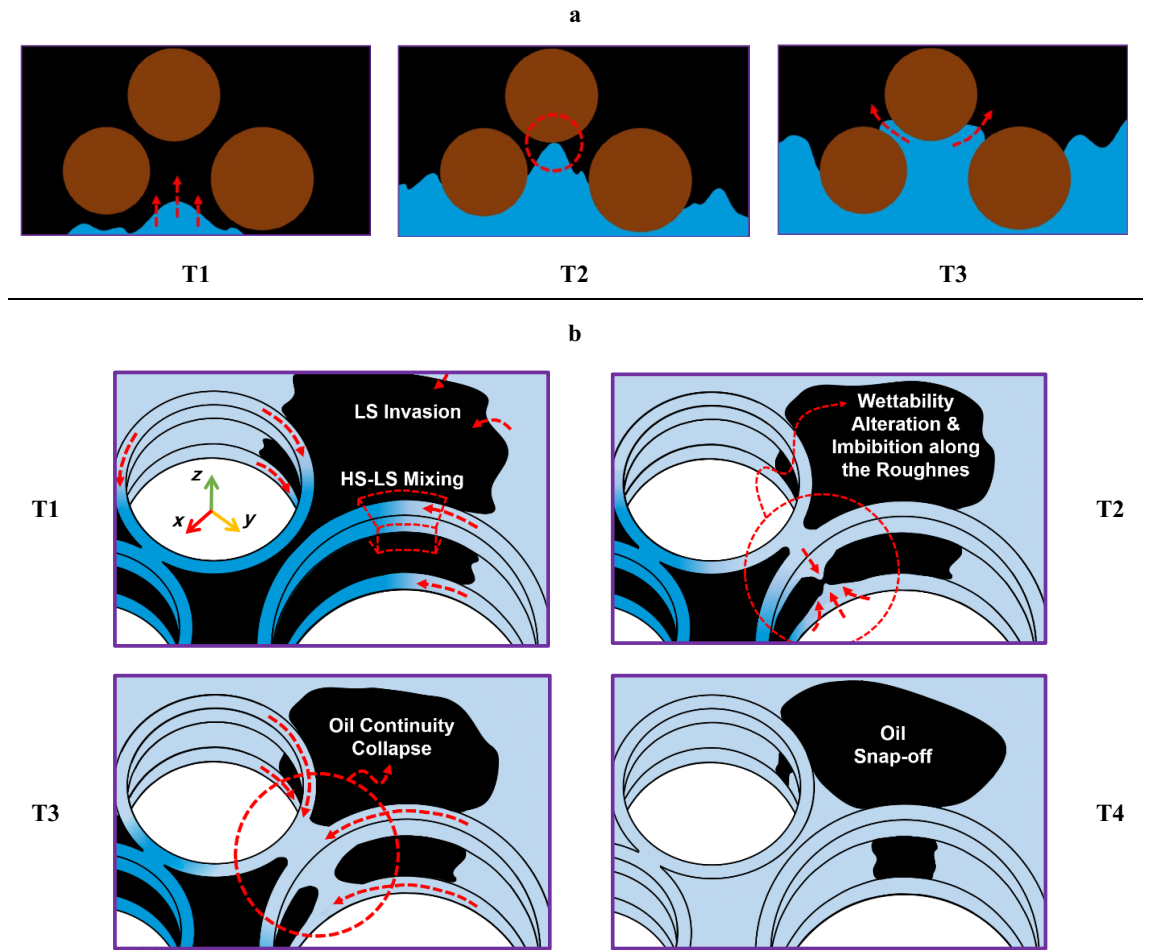 a
T1
T2
T3
b
LS Invasion
HS-LS Mixing
z
x
y
T1
Wettability
Alteration &
Imbibition along
the Roughnes
T2
Oil Continuity
Collapse
T3
Oil
Snap-off
T4